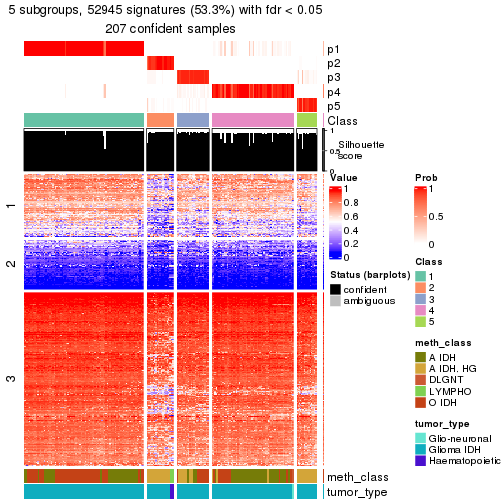 5 subgroups, 52945 signatures (53.3%) with fdr < 0.05
207 confident samples
p1
p2
p3
p4
p5
Class
1
0.5
0
Silhouette
score
1
2
3
meth_class
tumor_type
Value
1
0.8
0.6
0.4
0.2
0
Status (barplots)
confident
ambiguous
Prob
1
0.5
0
Class
1
2
3
4
5
meth_class
A IDH
A IDH, HG
DLGNT
LYMPHO
O IDH
tumor_type
Glio-neuronal
Glioma IDH
Haematopoietic